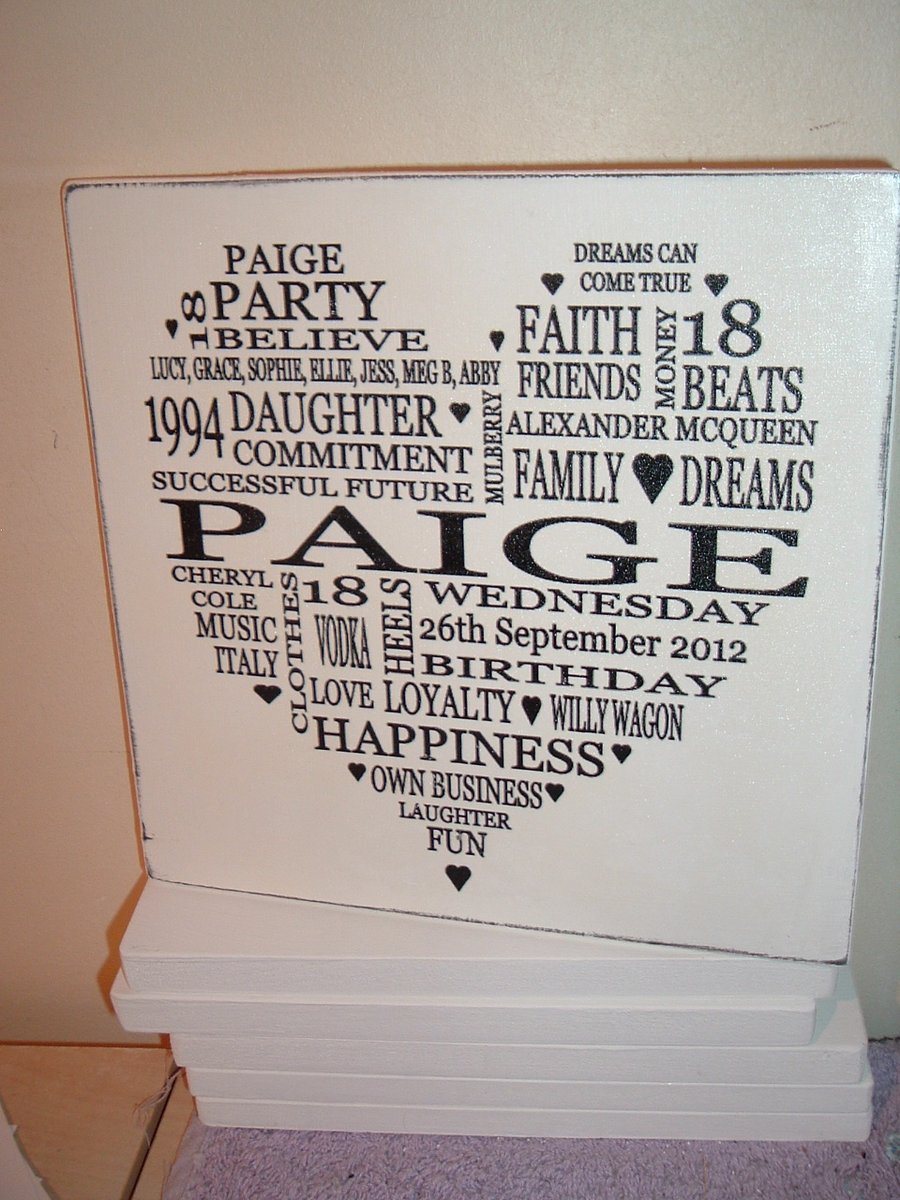 PAIGE
18 PARTY
BELIEVE
LUCY, GRACE, SOPHIE, ELLIE, JESS, MEG B, ABBY
1994 DAUGHTER
COMMITMENT
SUCCESSFUL FUTURE
MULBERRY
DREAMS CAN
COME TRUE
FAITH
MONEY
18
FRIENDS
BEATS
ALEXANDER MCQUEEN
FAMILY DREAMS
PAIGE
CHERYL
COLE
MUSIC
ITALY
CLOTHES
18
VODKA
HEELS
WEDNESDAY
26th September 2012
BIRTHDAY
LOVE LOYALTY WILLY WAGON
HAPPINESS
OWN BUSINESS
LAUGHTER
FUN